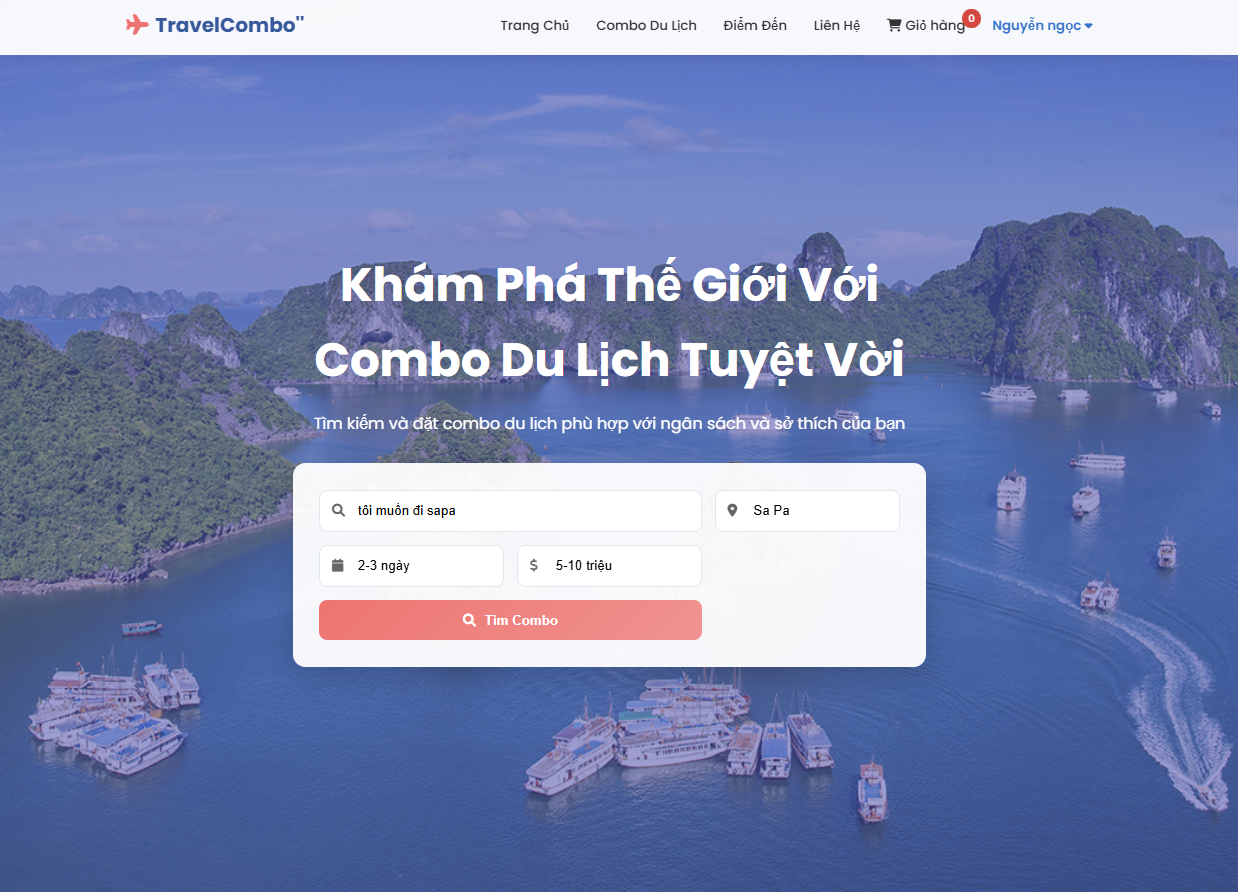 TravelCombo"
Trang Chủ
Combo Du Lịch
Điểm Đến
Liên Hệ
Giỏ hàng
0
Nguyễn ngọc
Khám Phá Thế Giới Với
Combo Du Lịch Tuyệt Vời
Tìm kiếm và đặt combo du lịch phù hợp với ngân sách và sở thích của bạn
tôi muốn đi sapa
Sa Pa
2-3 ngày
$
5-10 triệu
Tìm Combo